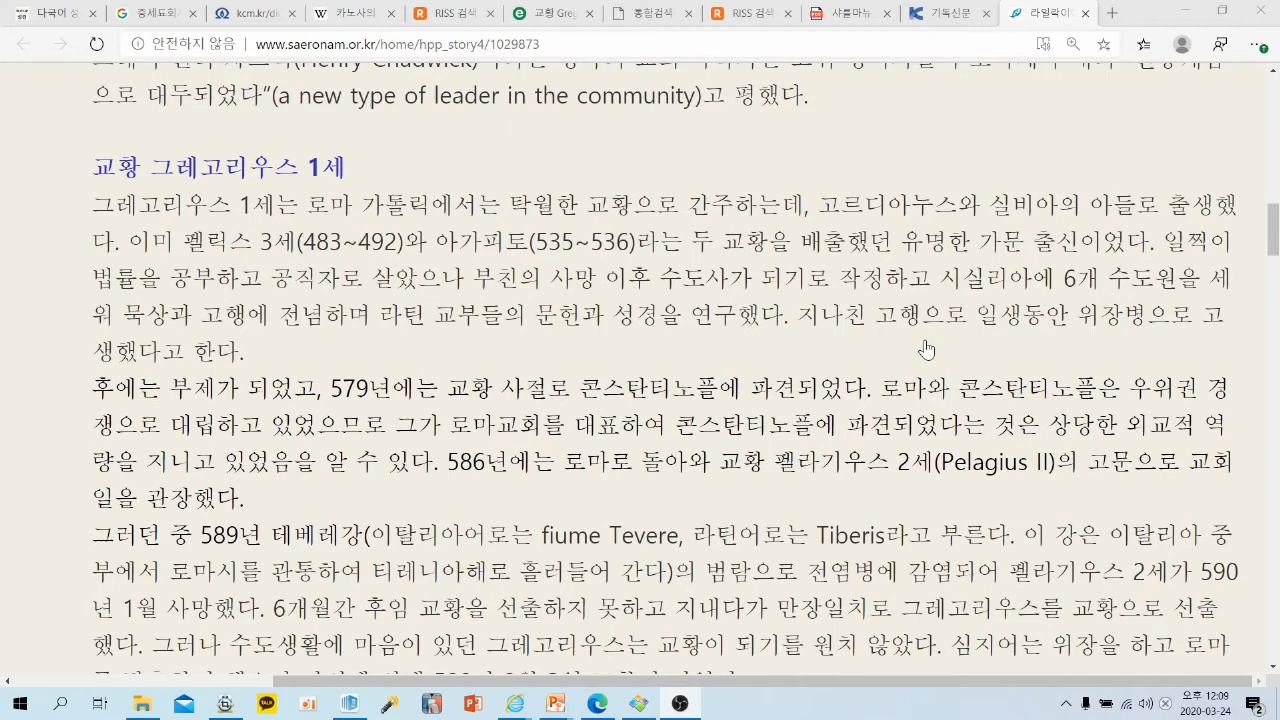 다국어 성
중세교회사
kcm.kr/di
카노사의
RISS 검색
교황 Greg
통합검색
RISS 검색
사를마뉴
기독신문
라일락이
안전하지 않음
www.saeronam.or.kr/home/hpp_story4/1029873
(Henry Chadwick)
으로 대두되었다“(a new type of leader in the community)고 평했다.
교황 그레고리우스 1세
그레고리우스 1세는 로마 가톨릭에서는 탁월한 교황으로 간주하는데, 고르디아누스와 실비아의 아들로 출생했
다. 이미 펠릭스 3세(483~492)와 아가피토(535~536)라는 두 교황을 배출했던 유명한 가문 출신이었다. 일찍이
법률을 공부하고 공직자로 살았으나 부친의 사망 이후 수도사가 되기로 작정하고 시실리아에 6개 수도원을 세
워 묵상과 고행에 전념하며 라틴 교부들의 문헌과 성경을 연구했다. 지나친 고행으로 일생동안 위장병으로 고
생했다고 한다.
후에는 부제가 되었고, 579년에는 교황 사절로 콘스탄티노플에 파견되었다. 로마와 콘스탄티노플은 우위권 경
쟁으로 대립하고 있었으므로 그가 로마교회를 대표하여 콘스탄티노플에 파견되었다는 것은 상당한 외교적 역
량을 지니고 있었음을 알 수 있다. 586년에는 로마로 돌아와 교황 펠라기우스 2세(Pelagius II)의 고문으로 교회
일을 관장했다.
그러던 중 589년 테베레강(이탈리아어로는 fiume Tevere, 라틴어로는 Tiberis라고 부른다. 이 강은 이탈리아 중
부에서 로마시를 관통하여 티레니아해로 흘러들어 간다)의 범람으로 전염병에 감염되어 펠라기우스 2세가 590
년 1월 사망했다. 6개월간 후임 교황을 선출하지 못하고 지내다가 만장일치로 그레고리우스를 교황으로 선출
했다. 그러나 수도생활에 마음이 있던 그레고리우스는 교황이 되기를 원치 않았다. 심지어는 위장을 하고 로마
TALK
오후 12:09
2020-03-24
2